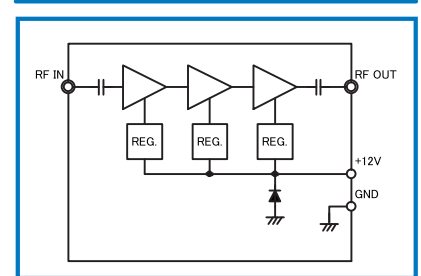 RF IN
RF OUT
REG.
REG.
REG.
+12V
GND